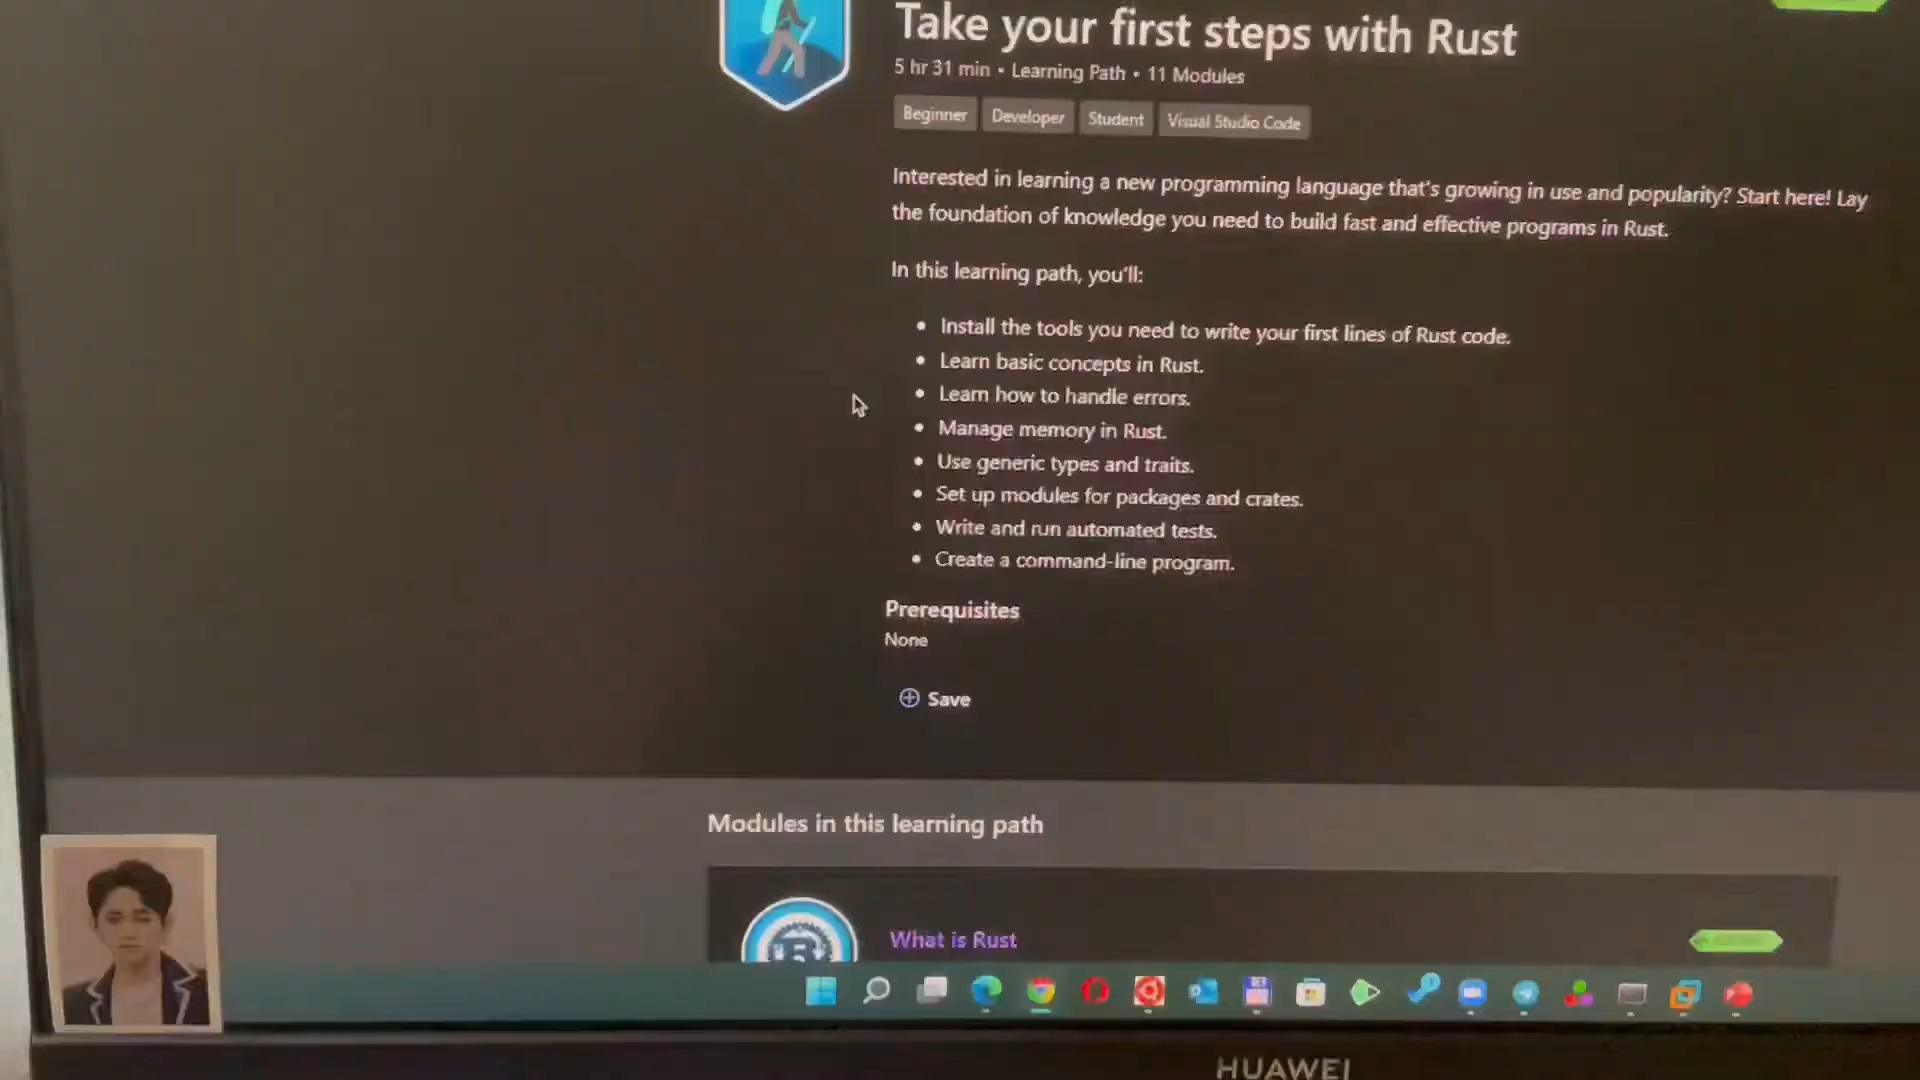 Take your first steps with Rust
5 hr 31 min • Learning Path • 11 Modules
Beginner Developer Student Visual Studio Code
Interested in learning a new programming language that's growing in use and popularity? Start here! Lay
the foundation of knowledge you need to build fast and effective programs in Rust.
In this learning path, you'll:
• Install the tools you need to write your first lines of Rust code.
• Learn basic concepts in Rust.
• Learn how to handle errors.
• Manage memory in Rust.
• Use generic types and traits.
• Set up modules for packages and crates.
• Write and run automated tests.
• Create a command-line program.
Prerequisites
None
Save
Modules in this learning path
What is Rust
HUAWEI